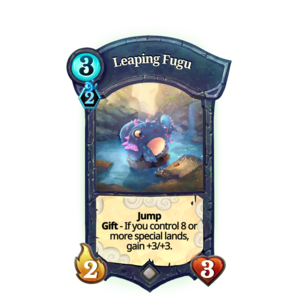 Leaping Fugu
3
2
Jump
Gift - If you control 8 or
more special lands,
gain +3/+3.
2
3